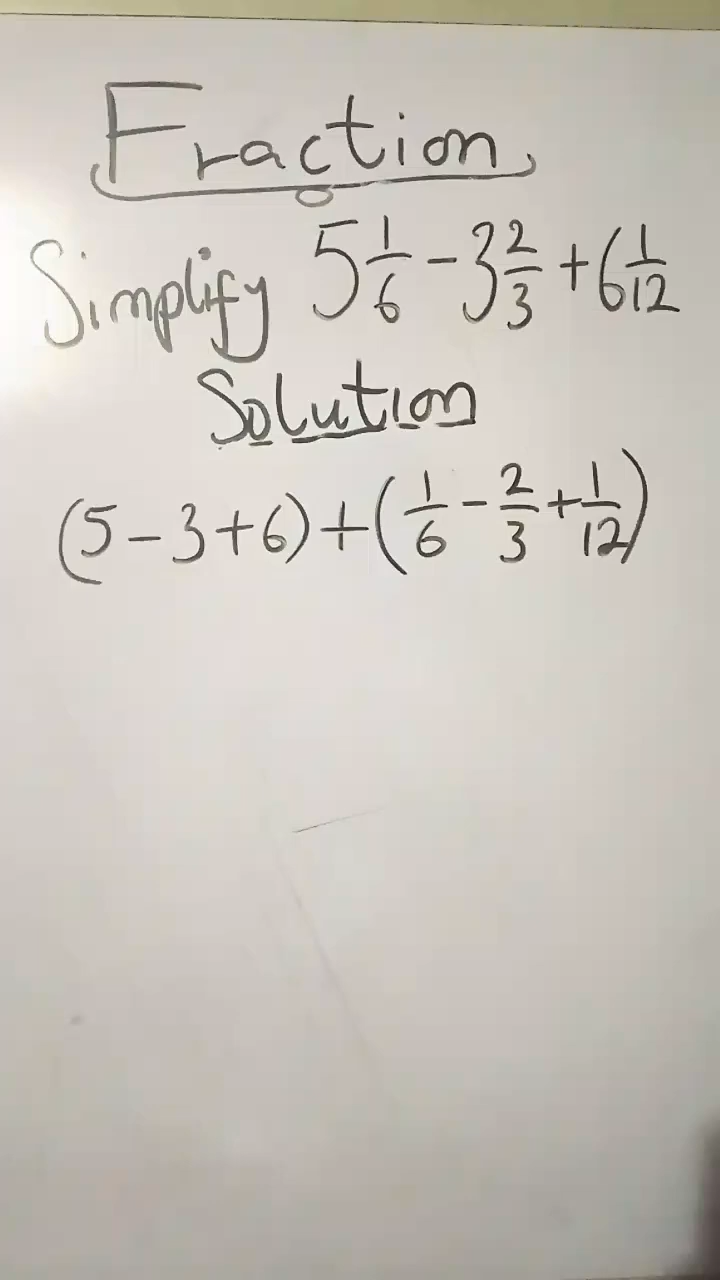 Fraction
Simplify 5 1/6 - 3 2/3 + 6 1/12
Solution
(5 - 3 + 6) + (1/6 - 2/3 + 1/12)